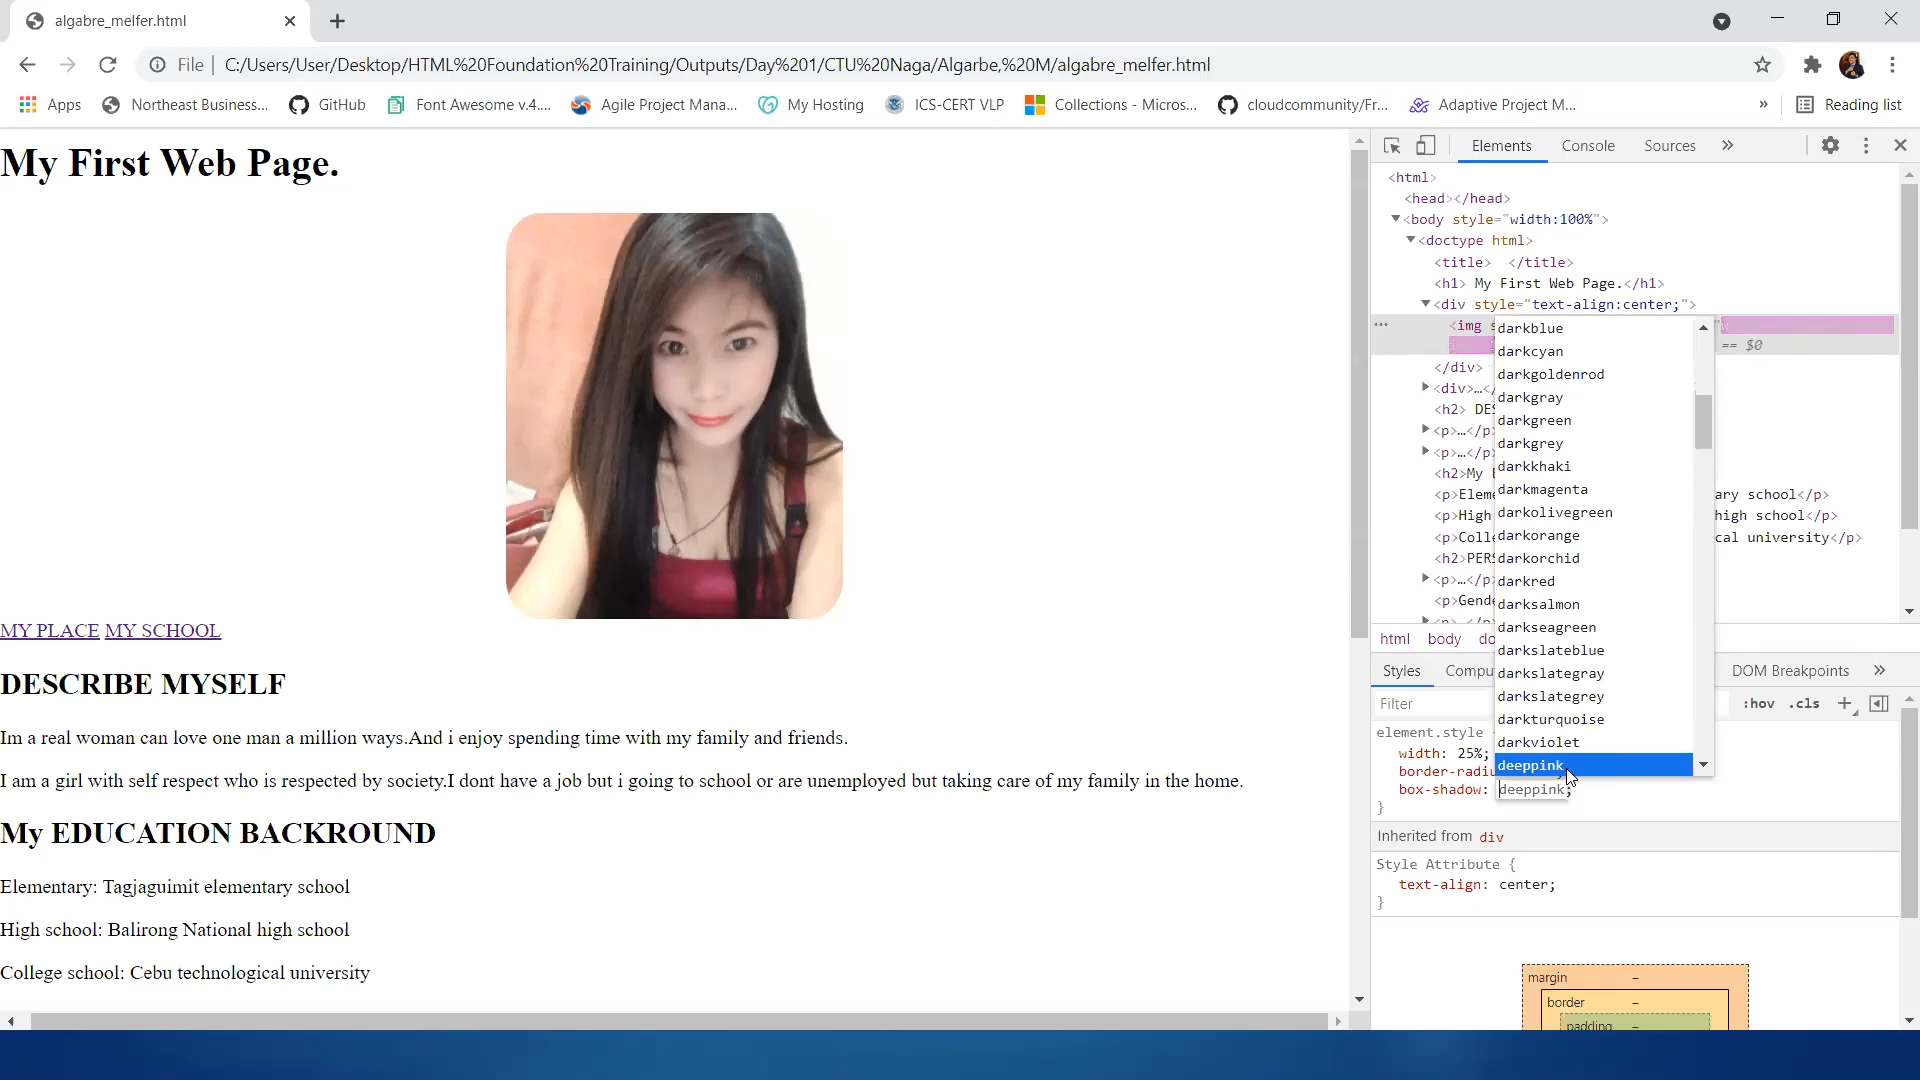 algabre_melfer.html
File | C:/Users/User/Desktop/HTML%20Foundation%20Training/Outputs/Day%201/CTU%20Naga/Algarbe,%20M/algabre_melfer.html
Apps Northeast Business... GitHub Font Awesome v.4.... Agile Project Mana... My Hosting ICS-CERT VLP Collections - Micros... cloudcommunity/Fr... Adaptive Project M... » Reading list
My First Web Page.
MY PLACE MY SCHOOL
DESCRIBE MYSELF
Im a real woman can love one man a million ways.And i enjoy spending time with my family and friends.
I am a girl with self respect who is respected by society.I dont have a job but i going to school or are unemployed but taking care of my family in the home.
My EDUCATION BACKROUND
Elementary: Tagjaguimit elementary school
High school: Balirong National high school
College school: Cebu technological university
Elements Console Sources »
<html>
<head></head>
<body style="width:100%">
<doctype html>
<title> </title>
<h1> My First Web Page.</h1>
<div style="text-align:center;">
<img s
== $0
</div>
<div>…</
<h2> DES
<p>…</p
<p>…</p
<h2>My E
<p>Eleme ary school</p>
<p>High high school</p>
<p>Colle cal university</p>
<h2>PERS
<p>…</p
<p>Gende
darkblue
darkcyan
darkgoldenrod
darkgray
darkgreen
darkgrey
darkkhaki
darkmagenta
darkolivegreen
darkorange
darkorchid
darkred
darksalmon
darkseagreen
darkslateblue
darkslategray
darkslategrey
darkturquoise
darkviolet
deeppink
html body do
Styles Compu DOM Breakpoints »
Filter :hov .cls +
element.style
width: 25%;
border-radiu
box-shadow: deeppink;
}
Inherited from div
Style Attribute {
text-align: center;
}
margin –
border –
padding –